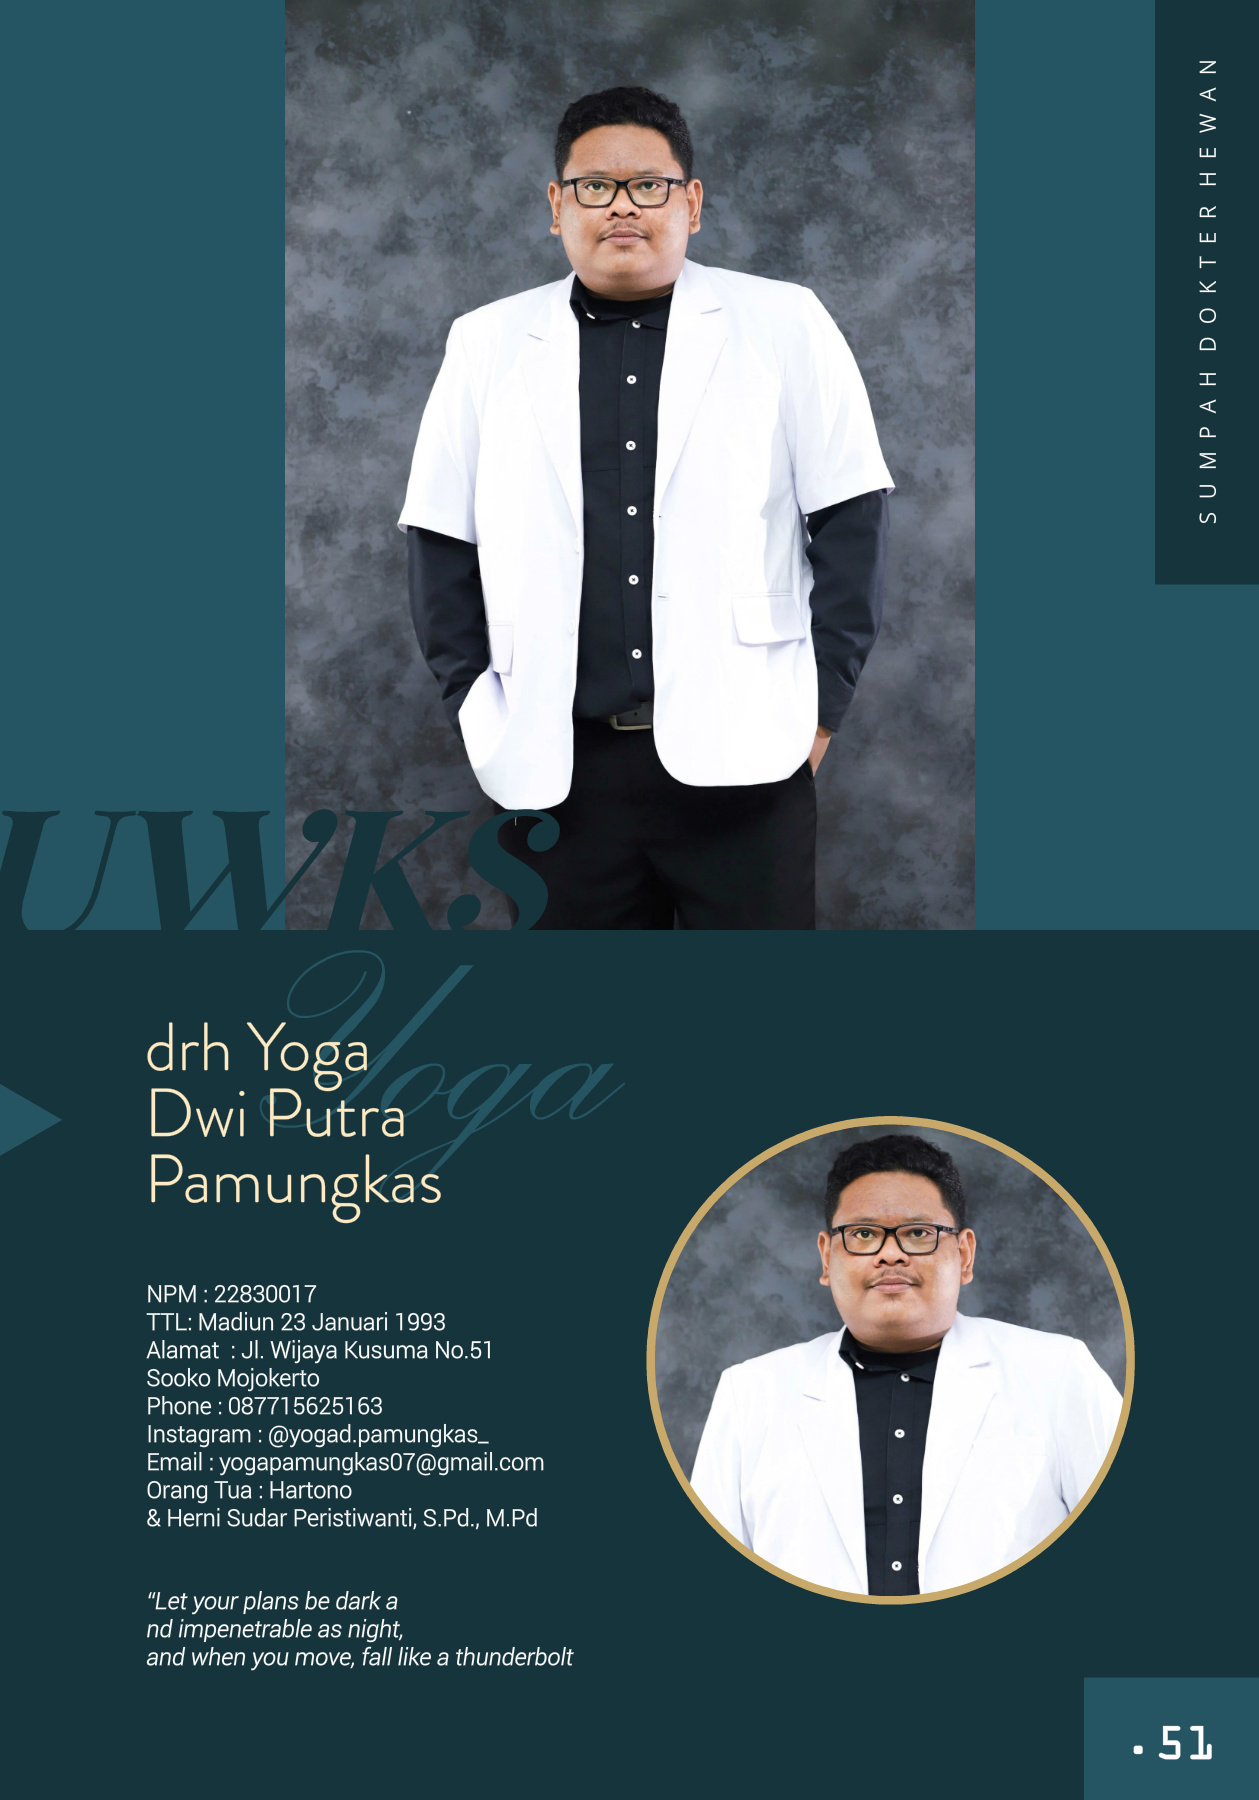 SUMPAH DOKTER HEWAN
UWKS
Yoga
drh Yoga
Dwi Putra
Pamungkas
NPM : 22830017
TTL: Madiun 23 Januari 1993
Alamat  : Jl. Wijaya Kusuma No.51
Sooko Mojokerto
Phone : 087715625163
Instagram : @yogad.pamungkas_
Email : yogapamungkas07@gmail.com
Orang Tua : Hartono
& Herni Sudar Peristiwanti, S.Pd., M.Pd
“Let your plans be dark a
nd impenetrable as night,
and when you move, fall like a thunderbolt
.51